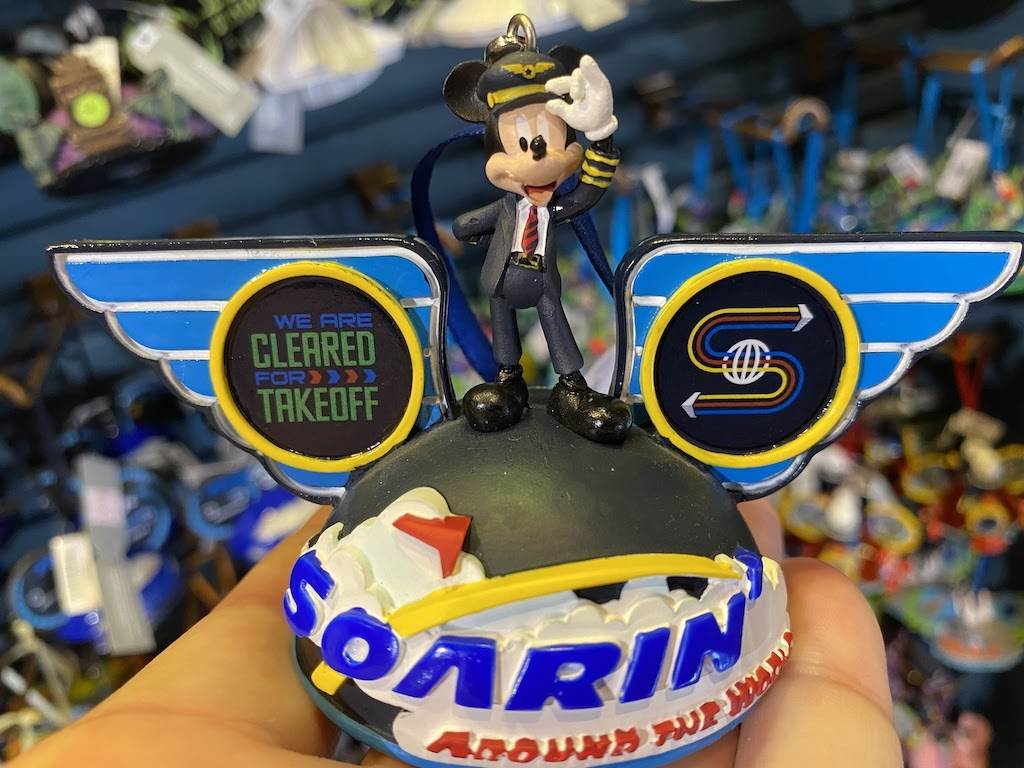 WE ARE
CLEARED
FOR
TAKEOFF
S
SOARIN'
AROUND THE WORLD